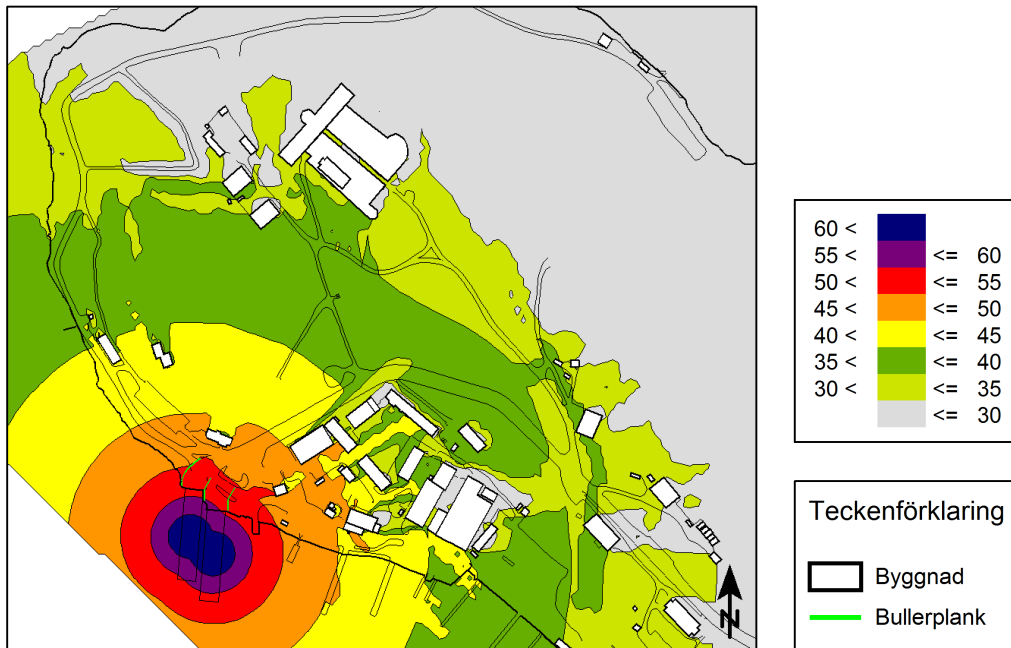 60 <
55 < <= 60
50 < <= 55
45 < <= 50
40 < <= 45
35 < <= 40
30 < <= 35
<= 30
Teckenförklaring
Byggnad
Bullerplank
N